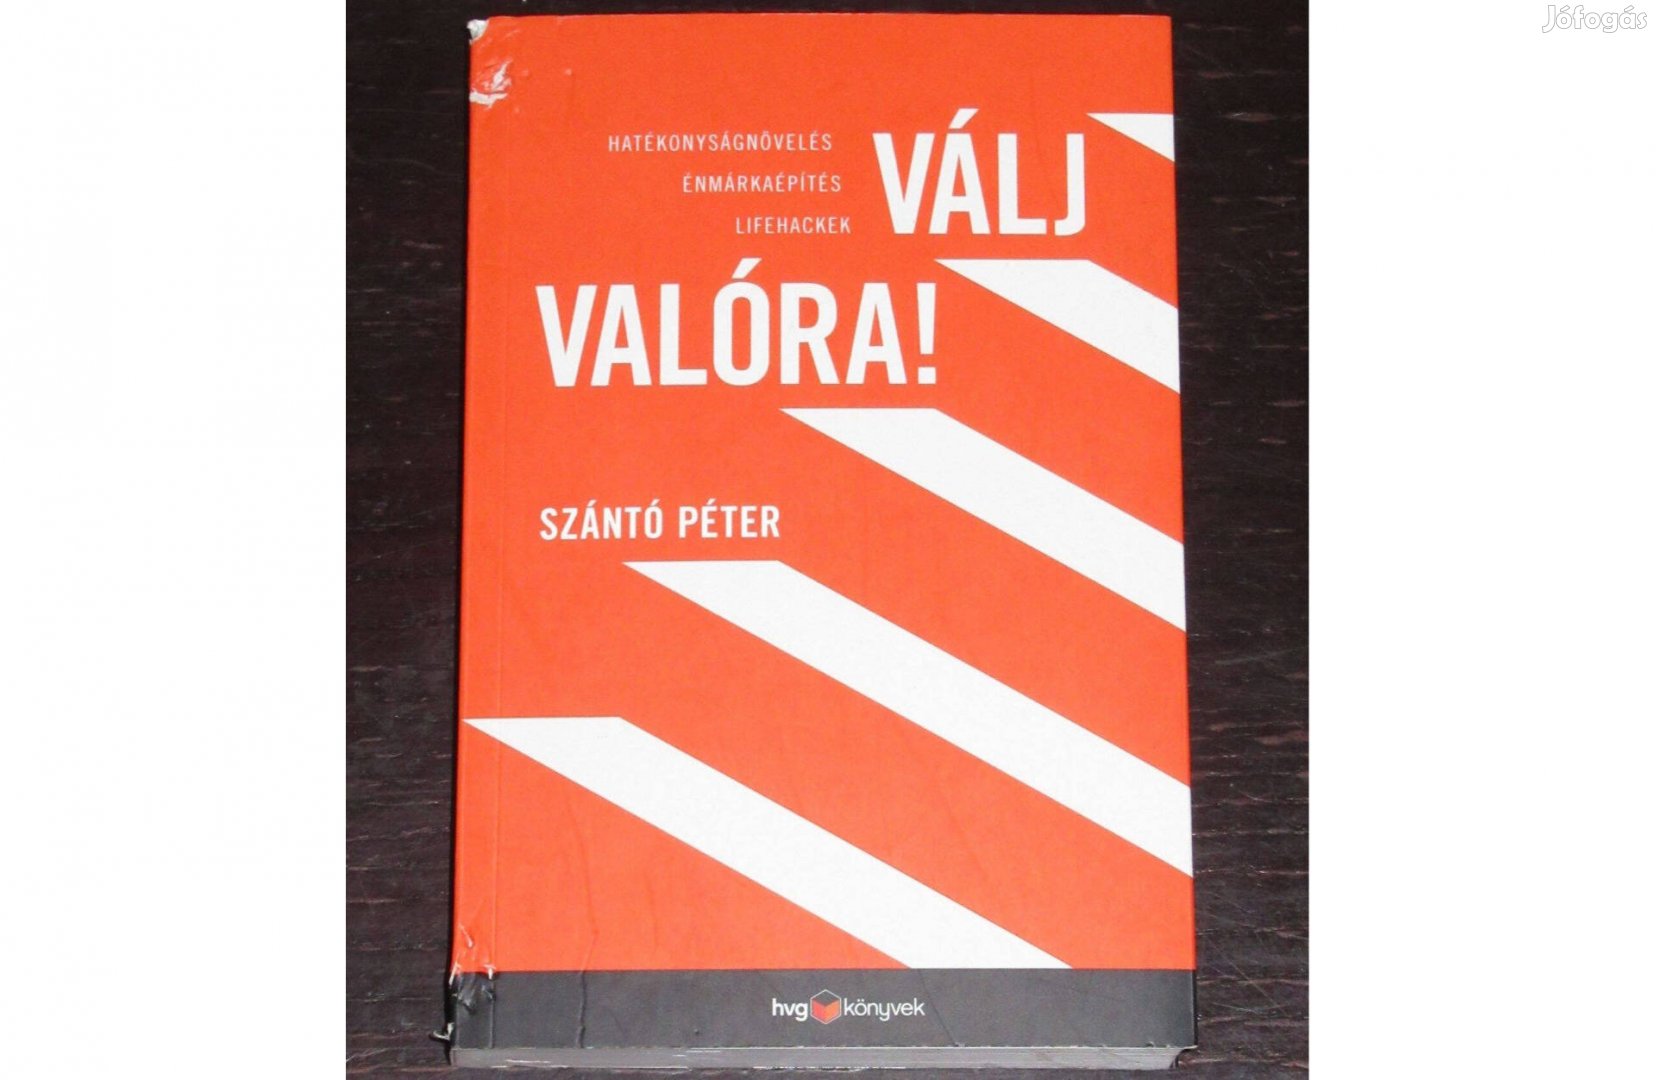 Jófogás
HATÉKONYSÁGNÖVELÉS
ÉNMÁRKAÉPÍTÉS
LIFEHACKEK
VÁLJ
VALÓRA!
SZÁNTÓ PÉTER
hvg könyvek